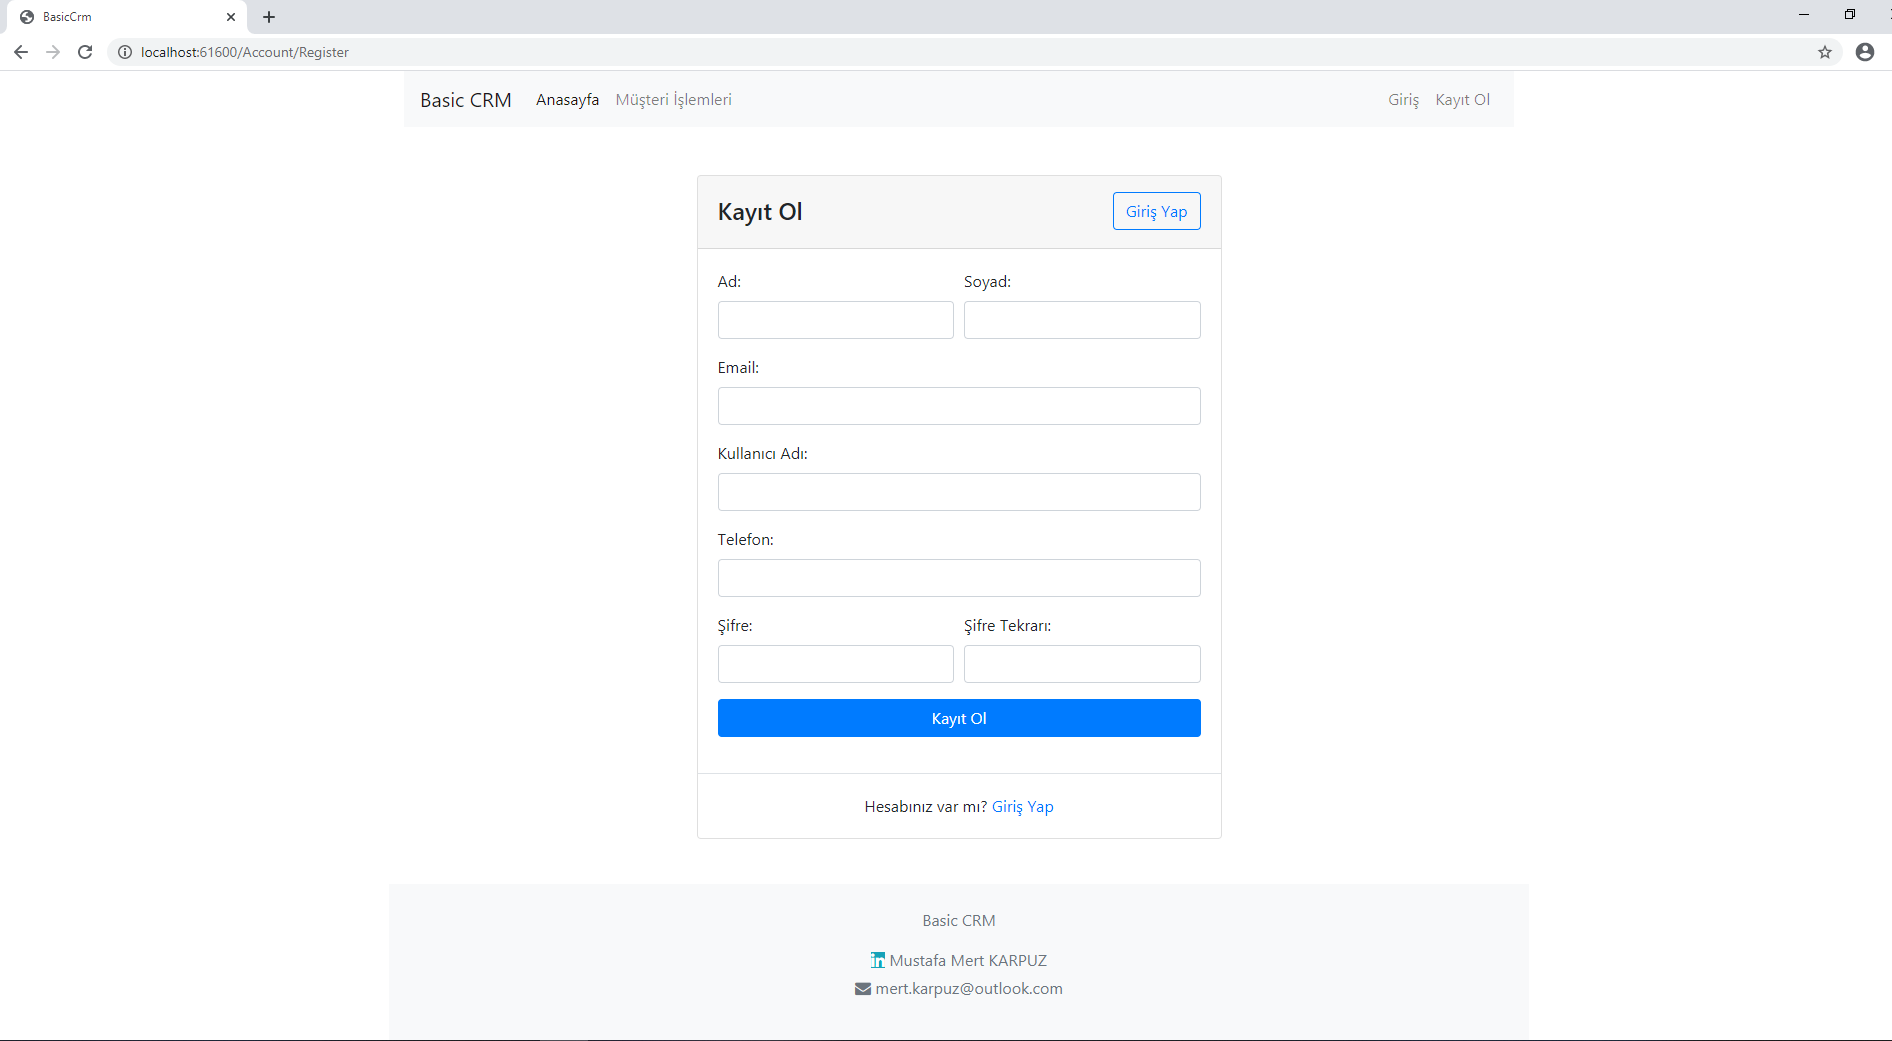 BasicCrm
localhost:61600/Account/Register
Basic CRM Anasayfa Müşteri İşlemleri Giriş Kayıt Ol
Kayıt Ol Giriş Yap
Ad: Soyad:
Email:
Kullanıcı Adı:
Telefon:
Şifre: Şifre Tekrarı:
Kayıt Ol
Hesabınız var mı? Giriş Yap
Basic CRM
in Mustafa Mert KARPUZ
mert.karpuz@outlook.com